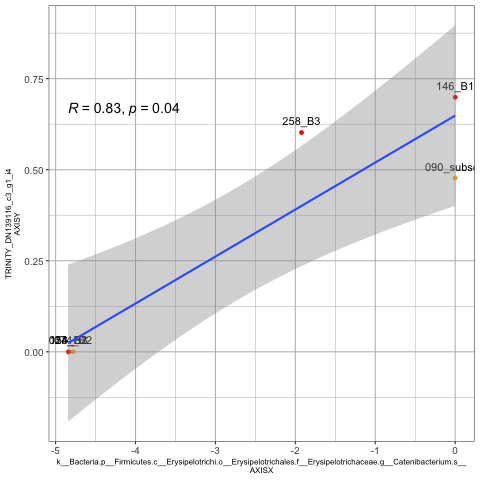 R = 0.83, p = 0.04
146_B1
258_B3
090_subs
0.75
0.50
0.25
0.00
-5
-4
-3
-2
-1
0
TRINITY_DN139116_c3_g1_i4
AXISY
k__Bacteria.p__Firmicutes.c__Erysipelotrichi.o__Erysipelotrichales.f__Erysipelotrichaceae.g__Catenibacterium.s__
AXISX